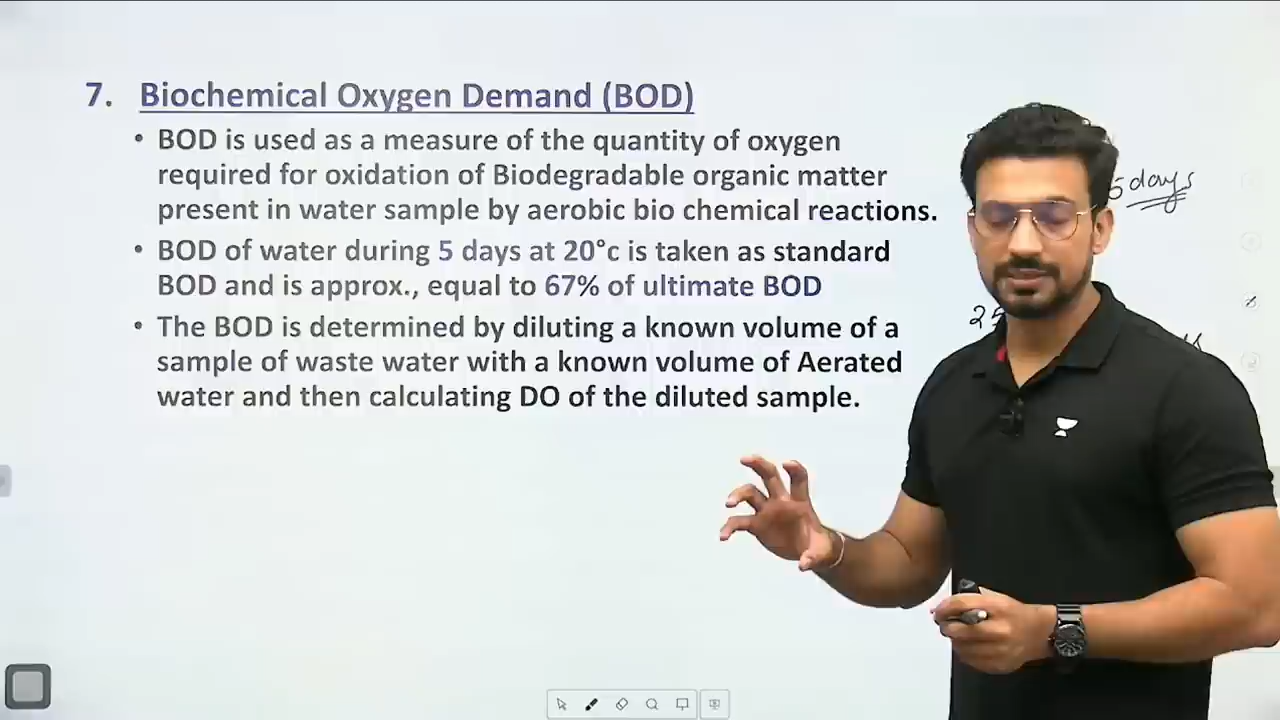 7. Biochemical Oxygen Demand (BOD)
• BOD is used as a measure of the quantity of oxygen
required for oxidation of Biodegradable organic matter
present in water sample by aerobic bio chemical reactions.
• BOD of water during 5 days at 20°c is taken as standard
BOD and is approx., equal to 67% of ultimate BOD
• The BOD is determined by diluting a known volume of a
sample of waste water with a known volume of Aerated
water and then calculating DO of the diluted sample.
5 days